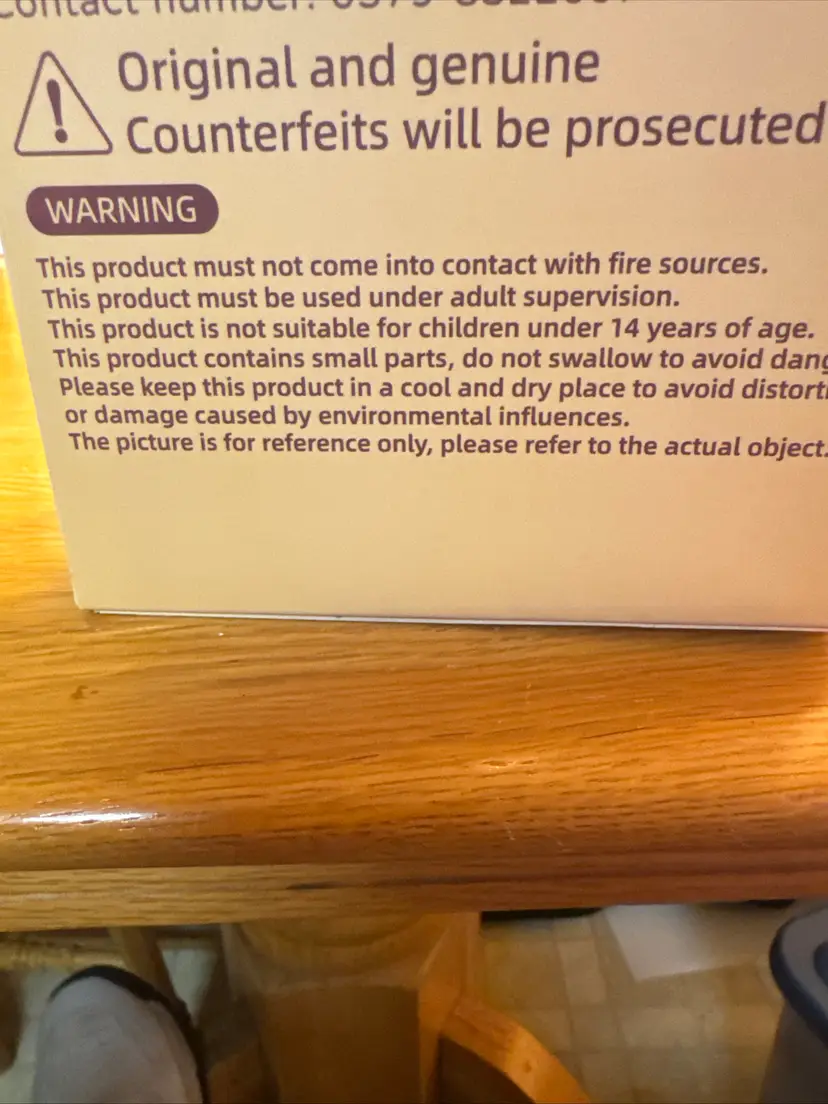 Contact number:
Original and genuine
Counterfeits will be prosecuted
WARNING
This product must not come into contact with fire sources.
This product must be used under adult supervision.
This product is not suitable for children under 14 years of age.
This product contains small parts, do not swallow to avoid
Please keep this product in a cool and dry place to avoid
or damage caused by environmental influences.
The picture is for reference only, please refer to the actual object.